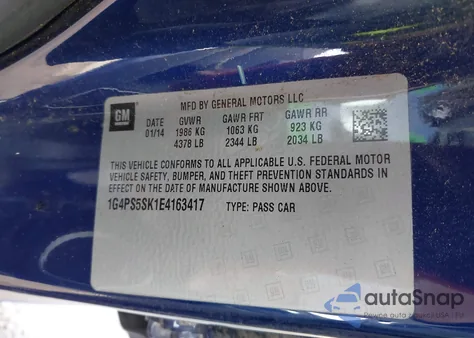 MFD BY GENERAL MOTORS LLC
GM
DATE GVWR GAWR FRT GAWR RR
01/14 1986 KG 1063 KG 923 KG
4378 LB 2344 LB 2034 LB
THIS VEHICLE CONFORMS TO ALL APPLICABLE U.S. FEDERAL MOTOR
VEHICLE SAFETY, BUMPER, AND THEFT PREVENTION STANDARDS IN
EFFECT ON THE DATE OF MANUFACTURE SHOWN ABOVE.
1G4PS5SK1E4163417 TYPE: PASS CAR
autoSnap